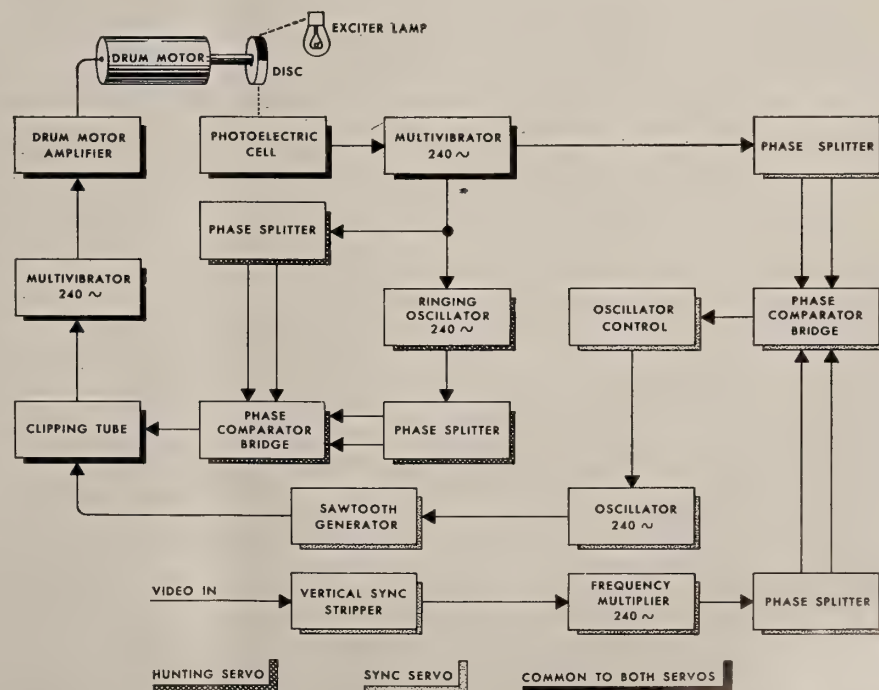 EXCITER LAMP
DRUM MOTOR
DISC
DRUM MOTOR
AMPLIFIER
PHOTOELECTRIC
CELL
MULTIVIBRATOR
240 ~
PHASE SPLITTER
PHASE SPLITTER
MULTIVIBRATOR
240 ~
RINGING
OSCILLATOR
240 ~
OSCILLATOR
CONTROL
PHASE
COMPARATOR
BRIDGE
CLIPPING TUBE
PHASE
COMPARATOR
BRIDGE
PHASE SPLITTER
SAWTOOTH
GENERATOR
OSCILLATOR
240 ~
VIDEO IN
VERTICAL SYNC
STRIPPER
FREQUENCY
MULTIPLIER
240 ~
PHASE SPLITTER
HUNTING SERVO
SYNC SERVO
COMMON TO BOTH SERVOS